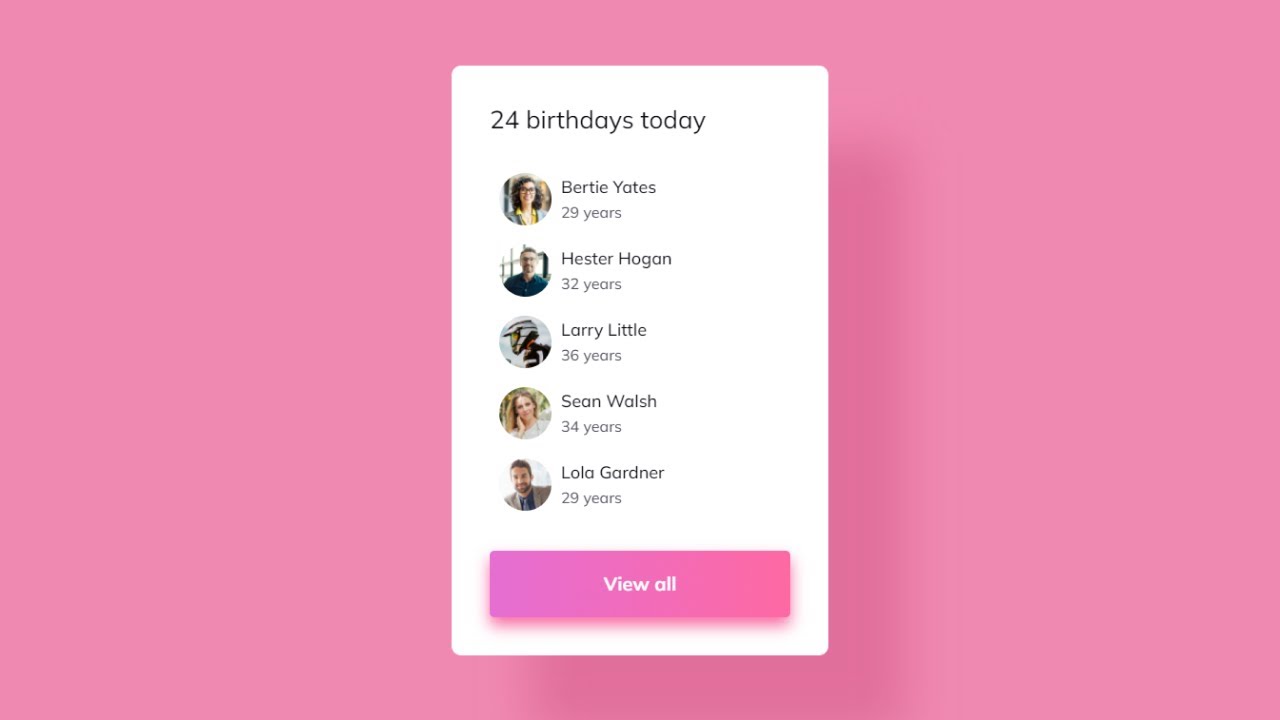 24 birthdays today
Bertie Yates
29 years
Hester Hogan
32 years
Larry Little
36 years
Sean Walsh
34 years
Lola Gardner
29 years
View all